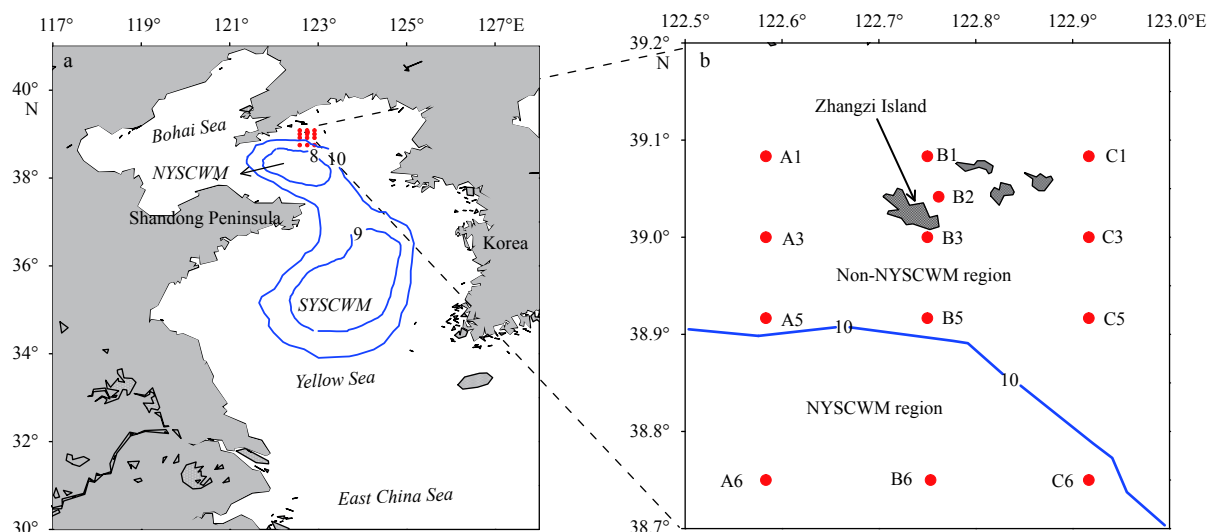 117° 119° 121° 123° 125° 127°E
a
40°
N
Bohai Sea
8 10
NYSCWM
38°
Shandong Peninsula
9
Korea
36°
SYSCWM
34°
Yellow Sea
32°
East China Sea
30°
122.5° 122.6° 122.7° 122.8° 122.9° 123.0°E
39.2°
N
b
Zhangzi Island
39.1°
A1 B1 C1
B2
39.0°
A3 B3 C3
Non-NYSCWM region
A5 B5 C5
38.9°
10
10
NYSCWM region
38.8°
A6 B6 C6
38.7°